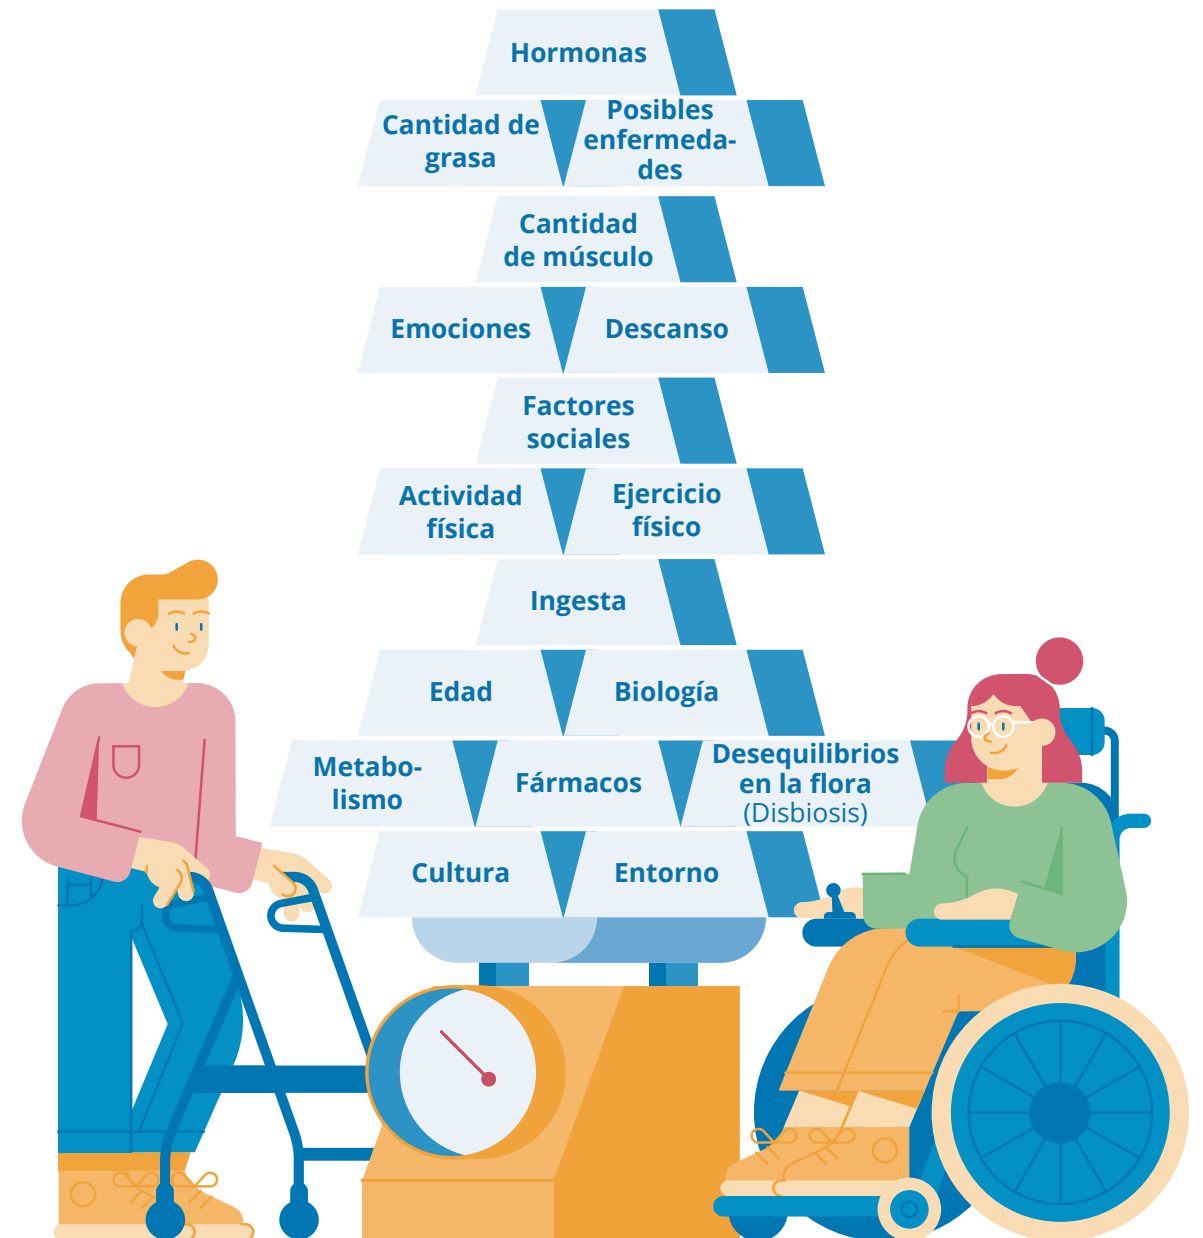 Hormonas
Cantidad de
grasa
Posibles
enfermeda-
des
Cantidad
de músculo
Emociones
Descanso
Factores
sociales
Actividad
física
Ejercicio
físico
Ingesta
Edad
Biología
Metabo-
lismo
Fármacos
Desequilibrios
en la flora
(Disbiosis)
Cultura
Entorno